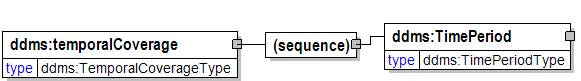 ddms:temporalCoverage
type ddms:TemporalCoverageType
(sequence)
ddms:TimePeriod
type ddms:TimePeriodType